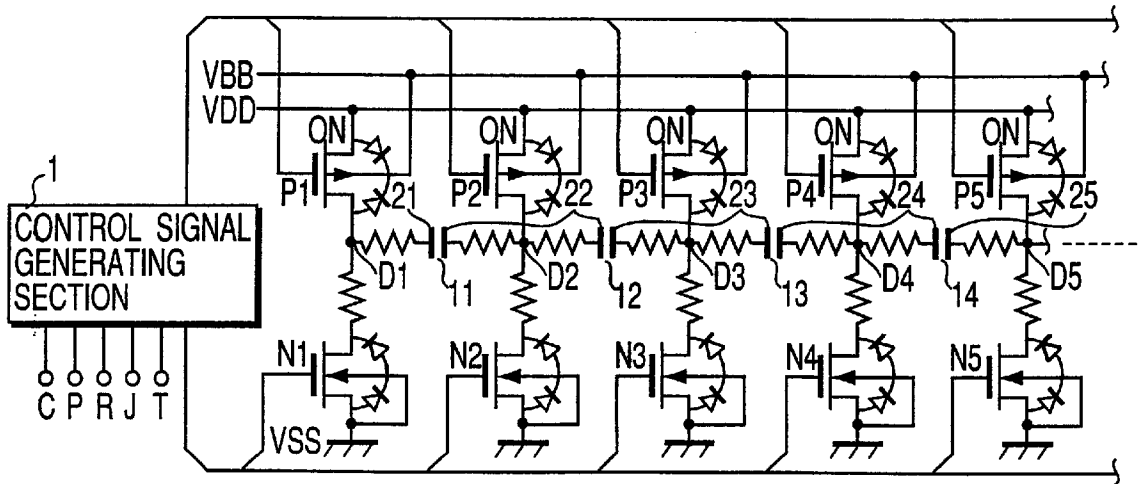 VBB
VDD
ON ON ON ON ON
1
P1 21 P2 22 P3 23 P4 24 P5 25
CONTROL SIGNAL
GENERATING
SECTION
D1 11 D2 12 D3 13 D4 14 D5
N1 N2 N3 N4 N5
C P R J T
VSS